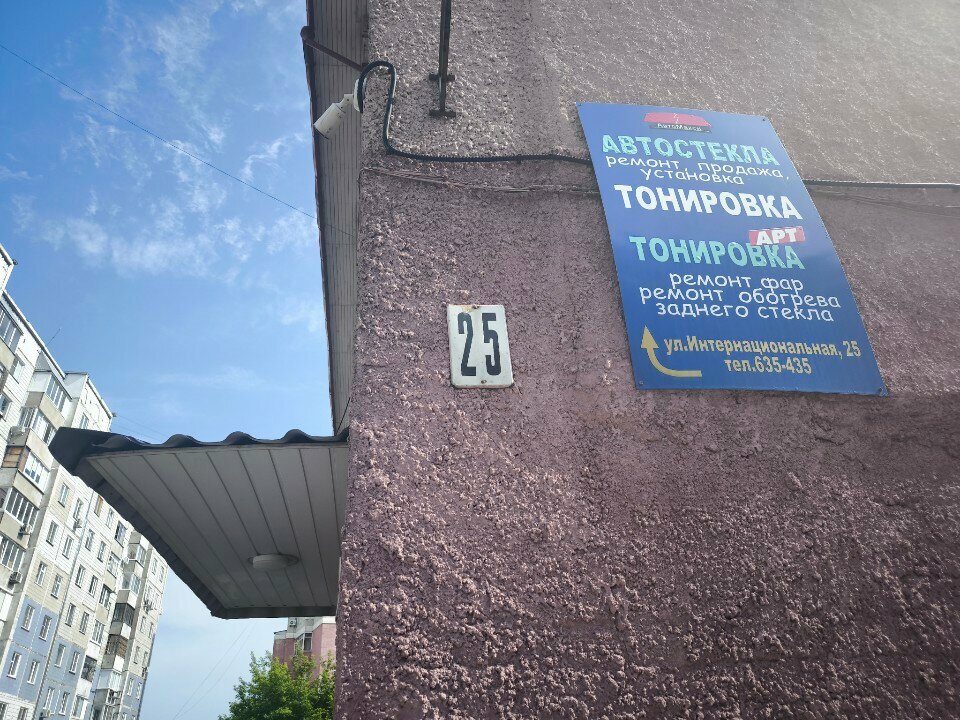 АвтоМакси
АВТОСТЕКЛА
ремонт, продажа,
установка
ТОНИРОВКА
АРТ
ТОНИРОВКА
ремонт фар
ремонт обогрева
заднего стекла
ул.Интернациональная, 25
тел.635-435
25